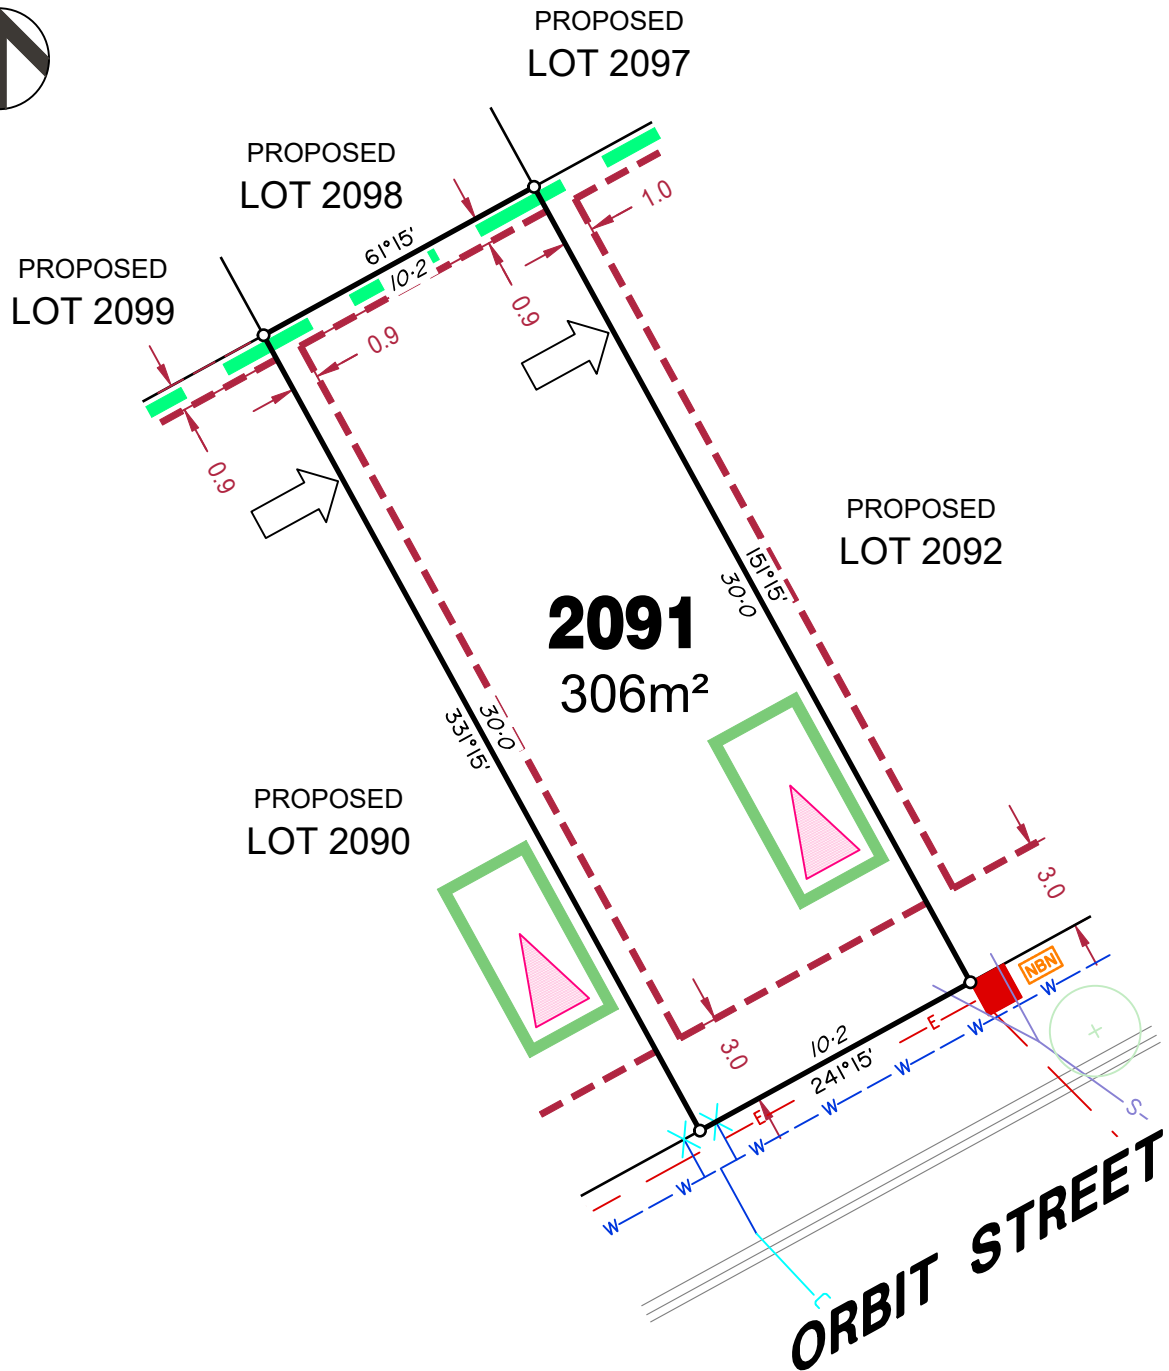 PROPOSED
LOT 2097
PROPOSED
LOT 2098
1.0
61°15'
10·2
PROPOSED
LOT 2099
0.9
0.9
0.9
PROPOSED
LOT 2092
151°15'
30·0
2091
306m²
30·0
331°15'
PROPOSED
LOT 2090
3.0
NBN
W
E
W
10·2
3.0
241°15'
W
W
E
W
S
W
W
ORBIT STREET